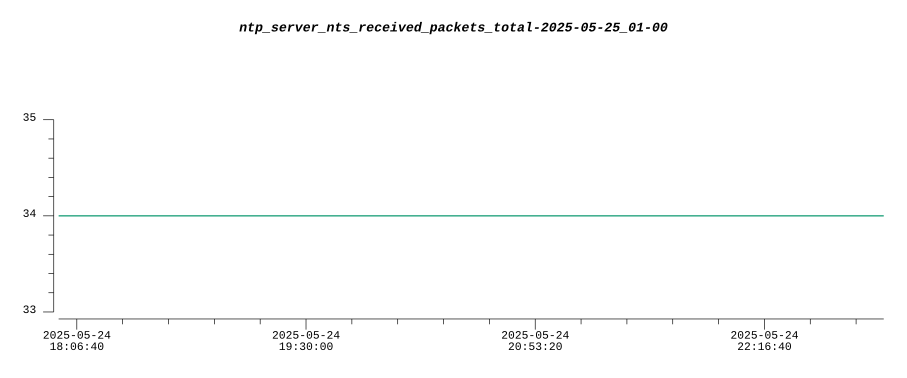 ntp_server_nts_received_packets_total-2025-05-25_01-00
35
34
33
2025-05-24 2025-05-24 2025-05-24 2025-05-24
18:06:40 19:30:00 20:53:20 22:16:40